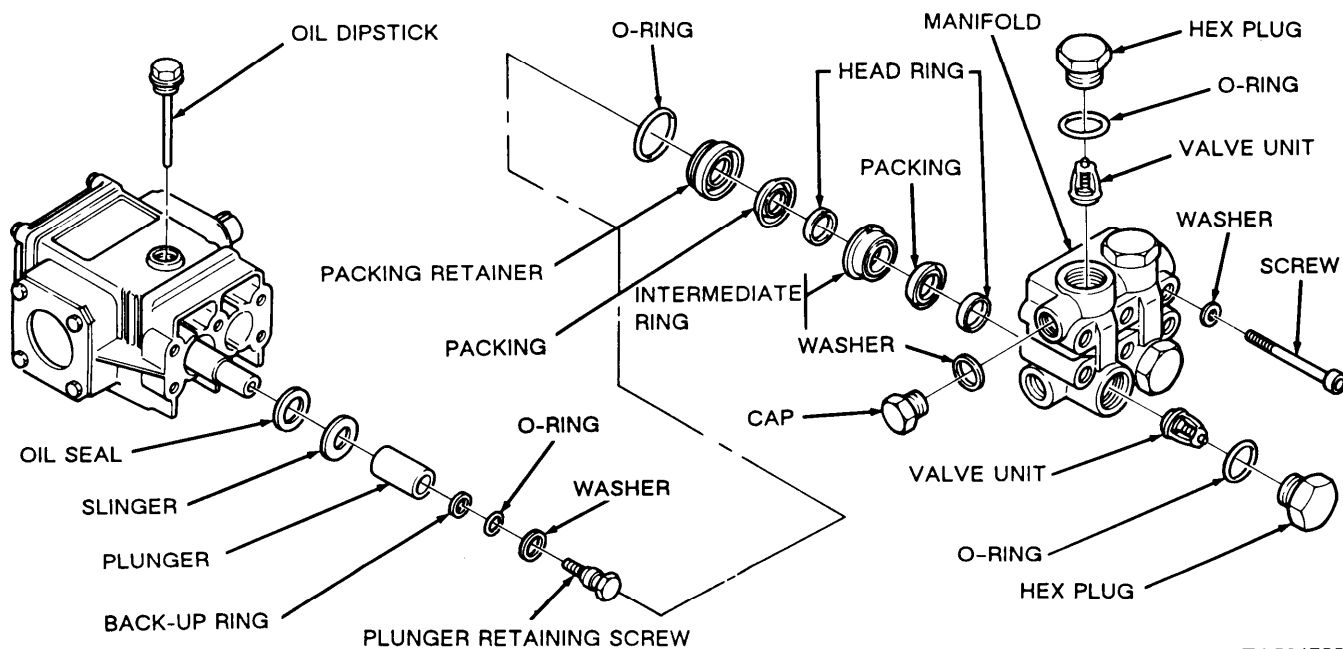 OIL DIPSTICK
O-RING
MANIFOLD
HEX PLUG
HEAD RING
O-RING
PACKING
VALVE UNIT
WASHER
SCREW
PACKING RETAINER
INTERMEDIATE
RING
PACKING
WASHER
CAP
O-RING
OIL SEAL
VALVE UNIT
WASHER
SLINGER
PLUNGER
O-RING
HEX PLUG
BACK-UP RING
PLUNGER RETAINING SCREW